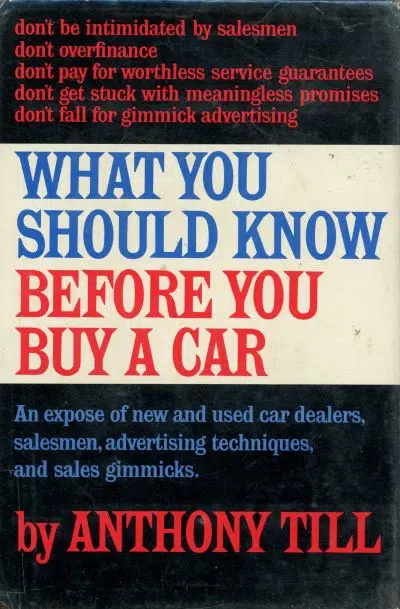 don't be intimidated by salesmen
don't overfinance
don't pay for worthless service guarantees
don't get stuck with meaningless promises
don't fall for gimmick advertising
WHAT YOU
SHOULD KNOW
BEFORE YOU
BUY A CAR
An expose of new and used car dealers,
salesmen, advertising techniques,
and sales gimmicks.
by ANTHONY TILL